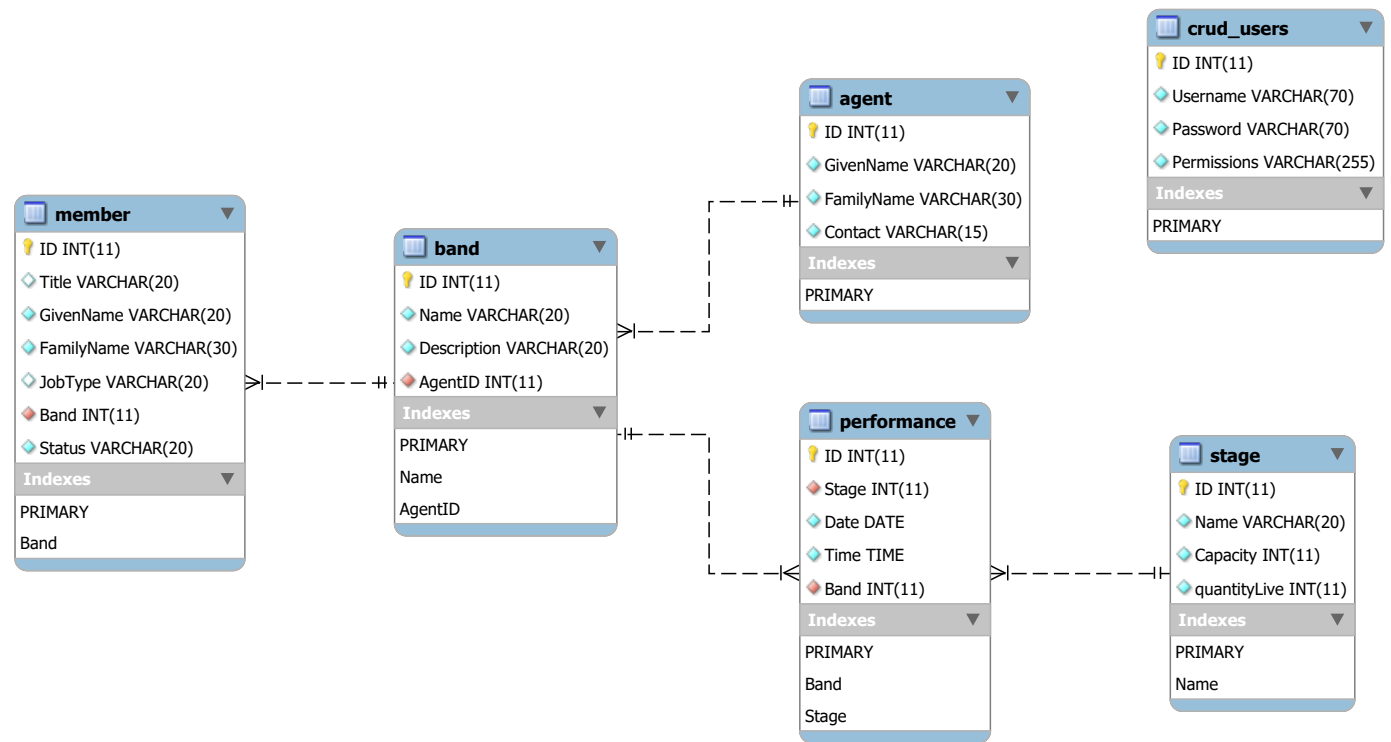 member
ID INT(11)
Title VARCHAR(20)
GivenName VARCHAR(20)
FamilyName VARCHAR(30)
JobType VARCHAR(20)
Band INT(11)
Status VARCHAR(20)
Indexes
PRIMARY
Band
band
ID INT(11)
Name VARCHAR(20)
Description VARCHAR(20)
AgentID INT(11)
Indexes
PRIMARY
Name
AgentID
agent
ID INT(11)
GivenName VARCHAR(20)
FamilyName VARCHAR(30)
Contact VARCHAR(15)
Indexes
PRIMARY
performance
ID INT(11)
Stage INT(11)
Date DATE
Time TIME
Band INT(11)
Indexes
PRIMARY
Band
Stage
crud_users
ID INT(11)
Username VARCHAR(70)
Password VARCHAR(70)
Permissions VARCHAR(255)
Indexes
PRIMARY
stage
ID INT(11)
Name VARCHAR(20)
Capacity INT(11)
quantityLive INT(11)
Indexes
PRIMARY
Name